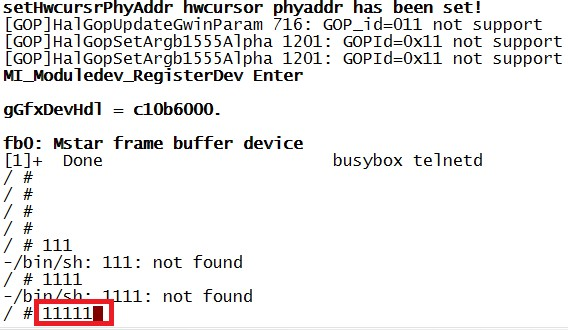 setHwcursrPhyAddr hwcursor phyaddr has been set!
[GOP]HalGopUpdateGwinParam 716: GOP_id=011 not support
[GOP]HalGopSetArgb1555Alpha 1201: GOPId=0x11 not support
[GOP]HalGopSetArgb1555Alpha 1201: GOPId=0x11 not support
MI_Moduledev_RegisterDev Enter
gGfxDevHdl = c10b6000.
fb0: Mstar frame buffer device
[1]+  Done                    busybox telnetd
/ #
/ #
/ #
/ #
/ # 111
-/bin/sh: 111: not found
/ # 1111
-/bin/sh: 1111: not found
/ # 11111